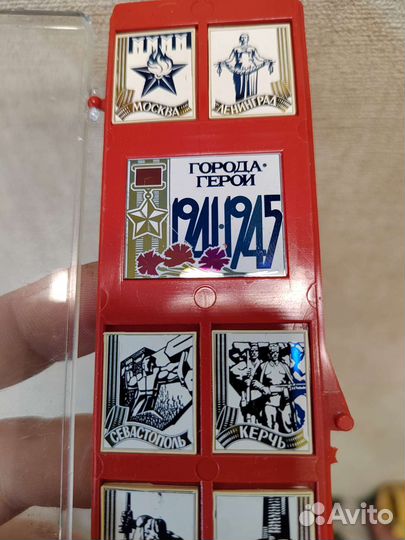 МОСКВА
ЛЕНИНГРАД
ГОРОДА·
ГЕРОИ
1941·1945
СЕВАСТОПОЛЬ
КЕРЧЬ
Avito